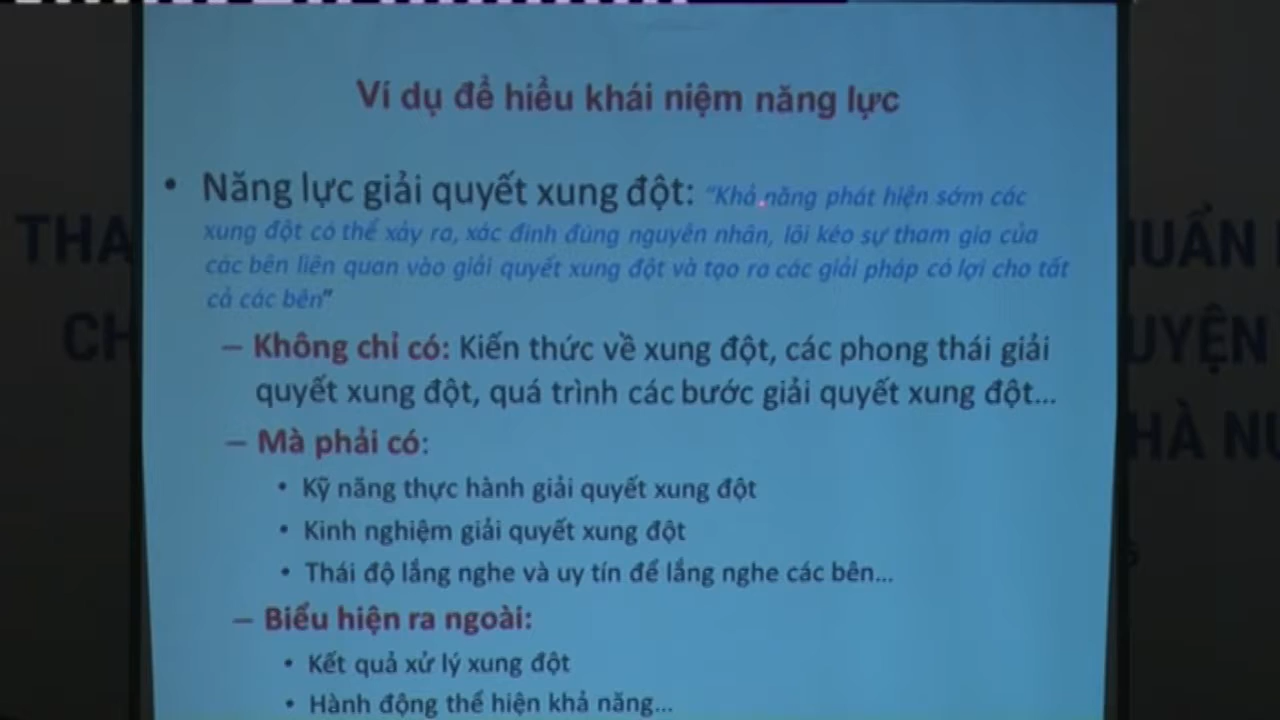 Ví dụ để hiểu khái niệm năng lực
• Năng lực giải quyết xung đột: "Khả năng phát hiện sớm các
xung đột có thể xảy ra, xác định đúng nguyên nhân, lôi kéo sự tham gia của
các bên liên quan vào giải quyết xung đột và tạo ra các giải pháp có lợi cho tất
cả các bên"
– Không chỉ có: Kiến thức về xung đột, các phong thái giải
quyết xung đột, quá trình các bước giải quyết xung đột...
– Mà phải có:
• Kỹ năng thực hành giải quyết xung đột
• Kinh nghiệm giải quyết xung đột
• Thái độ lắng nghe và uy tín để lắng nghe các bên...
– Biểu hiện ra ngoài:
• Kết quả xử lý xung đột
• Hành động thể hiện khả năng...
THA
CH
UẨN
UYỆN
HÀ NƯ